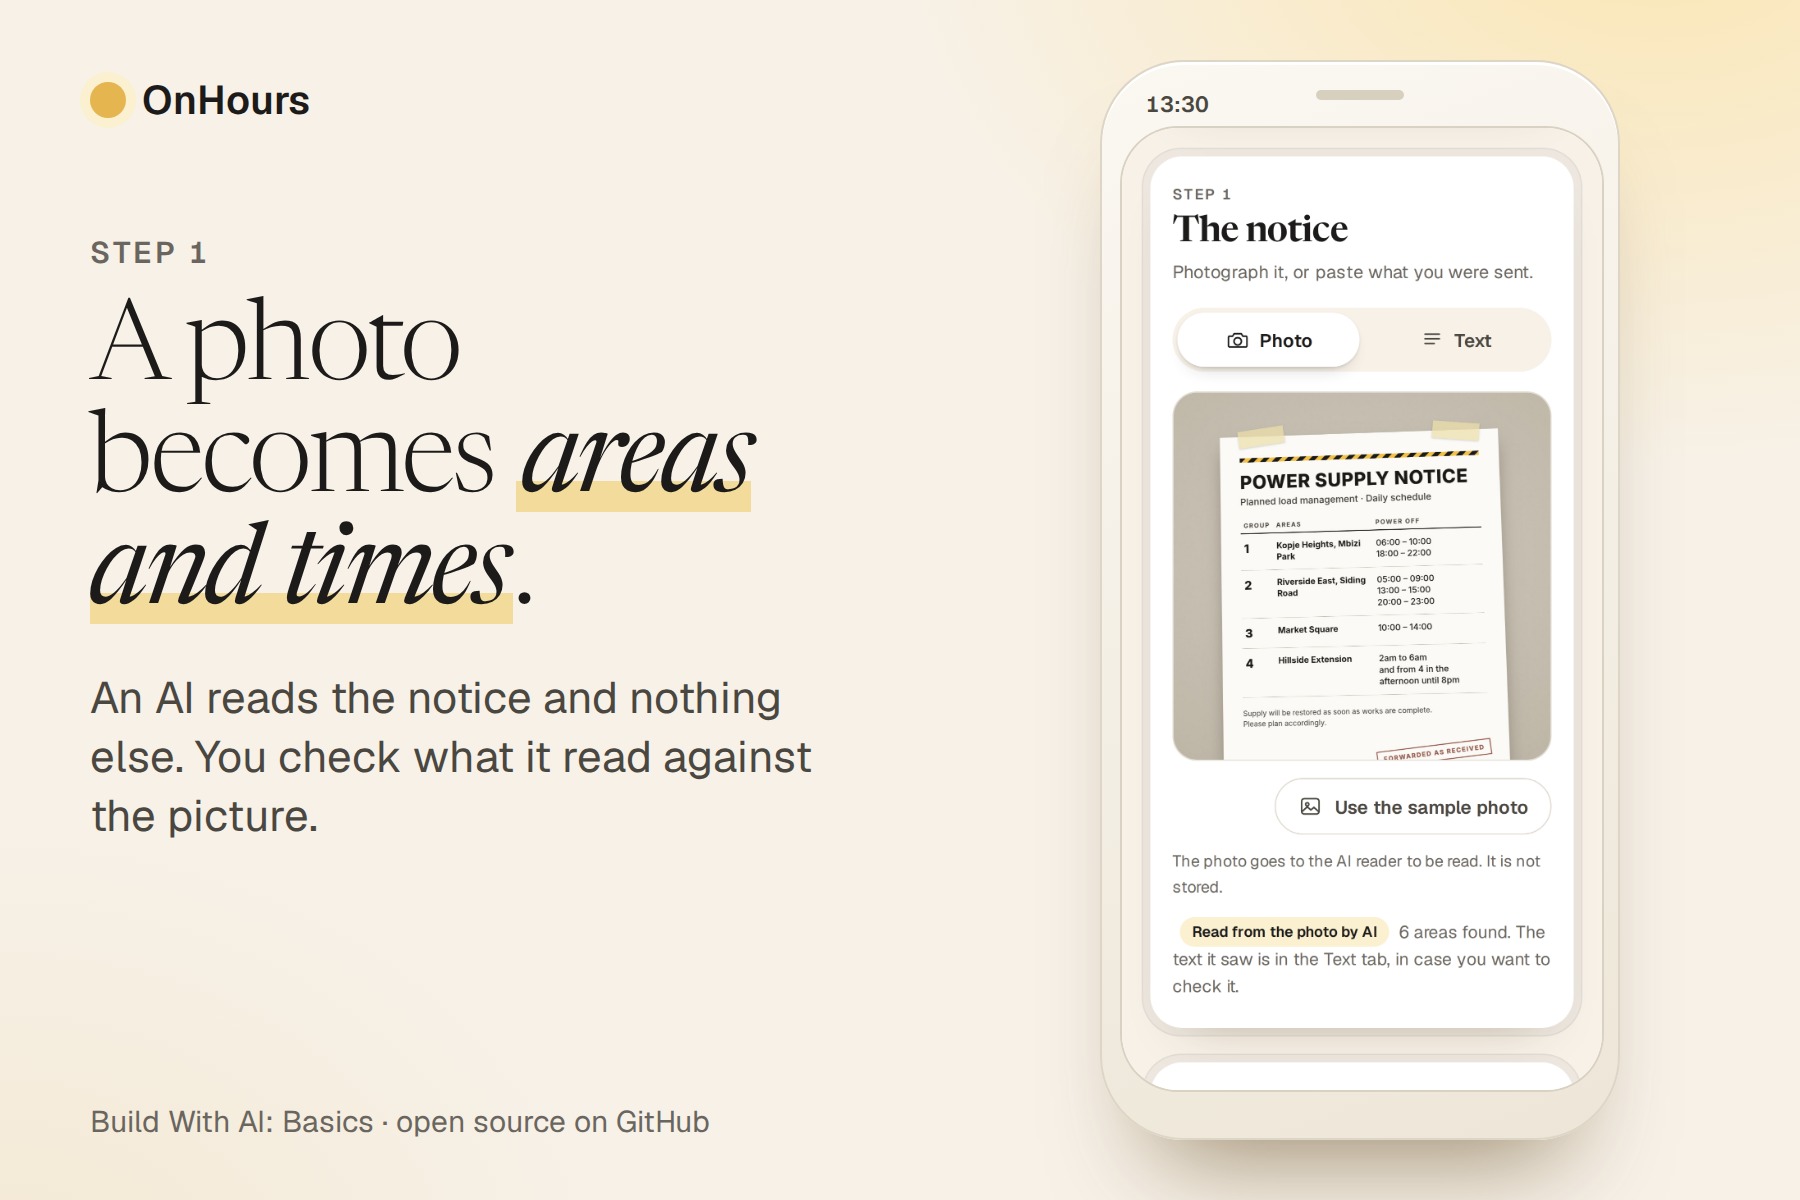 OnHours
STEP 1
A photo
becomes areas
and times.
An AI reads the notice and nothing
else. You check what it read against
the picture.
Build With AI: Basics · open source on GitHub
13:30
STEP 1
The notice
Photograph it, or paste what you were sent.
Photo
Text
POWER SUPPLY NOTICE
Planned load management · Daily schedule
GROUP AREAS POWER OFF
1 Kopje Heights, Mbizi 06:00 – 10:00
Park 18:00 – 22:00
2 Riverside East, Siding 05:00 – 09:00
Road 13:00 – 15:00
20:00 – 23:00
3 Market Square 10:00 – 14:00
4 Hillside Extension 2am to 6am
and from 4 in the
afternoon until 8pm
Supply will be restored as soon as works are complete.
Please plan accordingly.
FORWARDED AS RECEIVED
Use the sample photo
The photo goes to the AI reader to be read. It is not
stored.
Read from the photo by AI 6 areas found. The
text it saw is in the Text tab, in case you want to
check it.